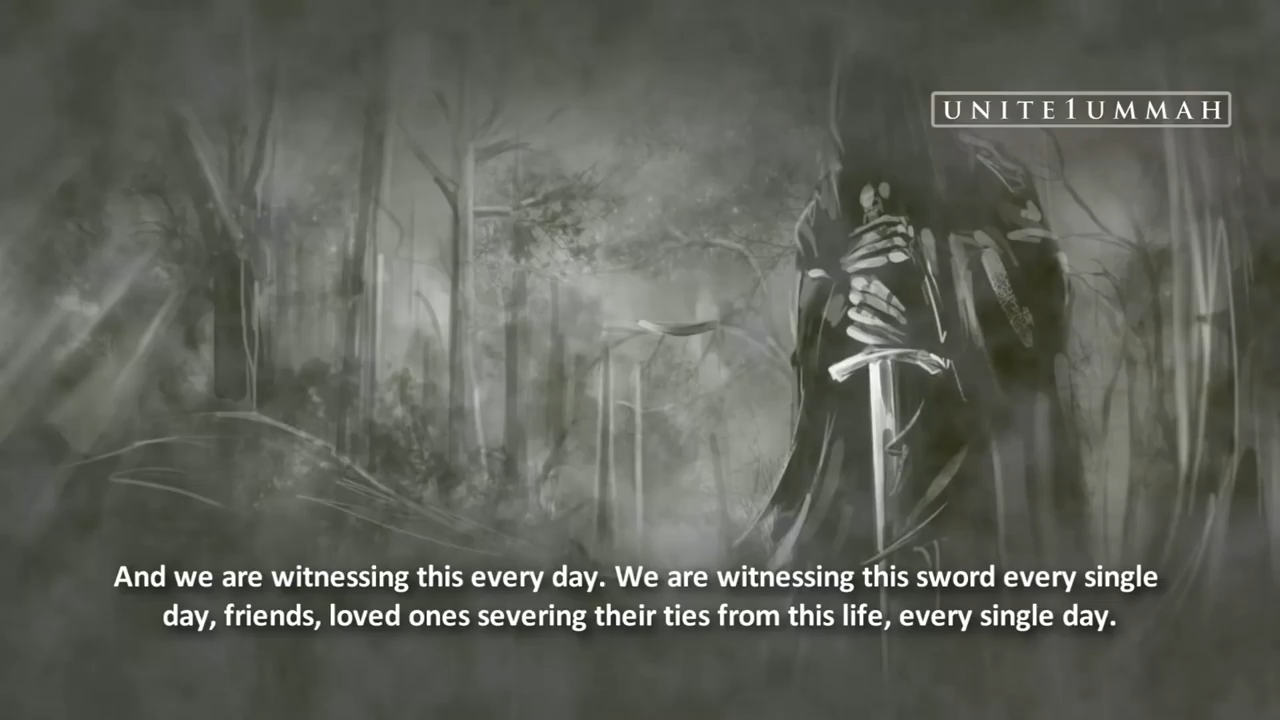 UNITE1UMMAH
And we are witnessing this every day. We are witnessing this sword every single
day, friends, loved ones severing their ties from this life, every single day.